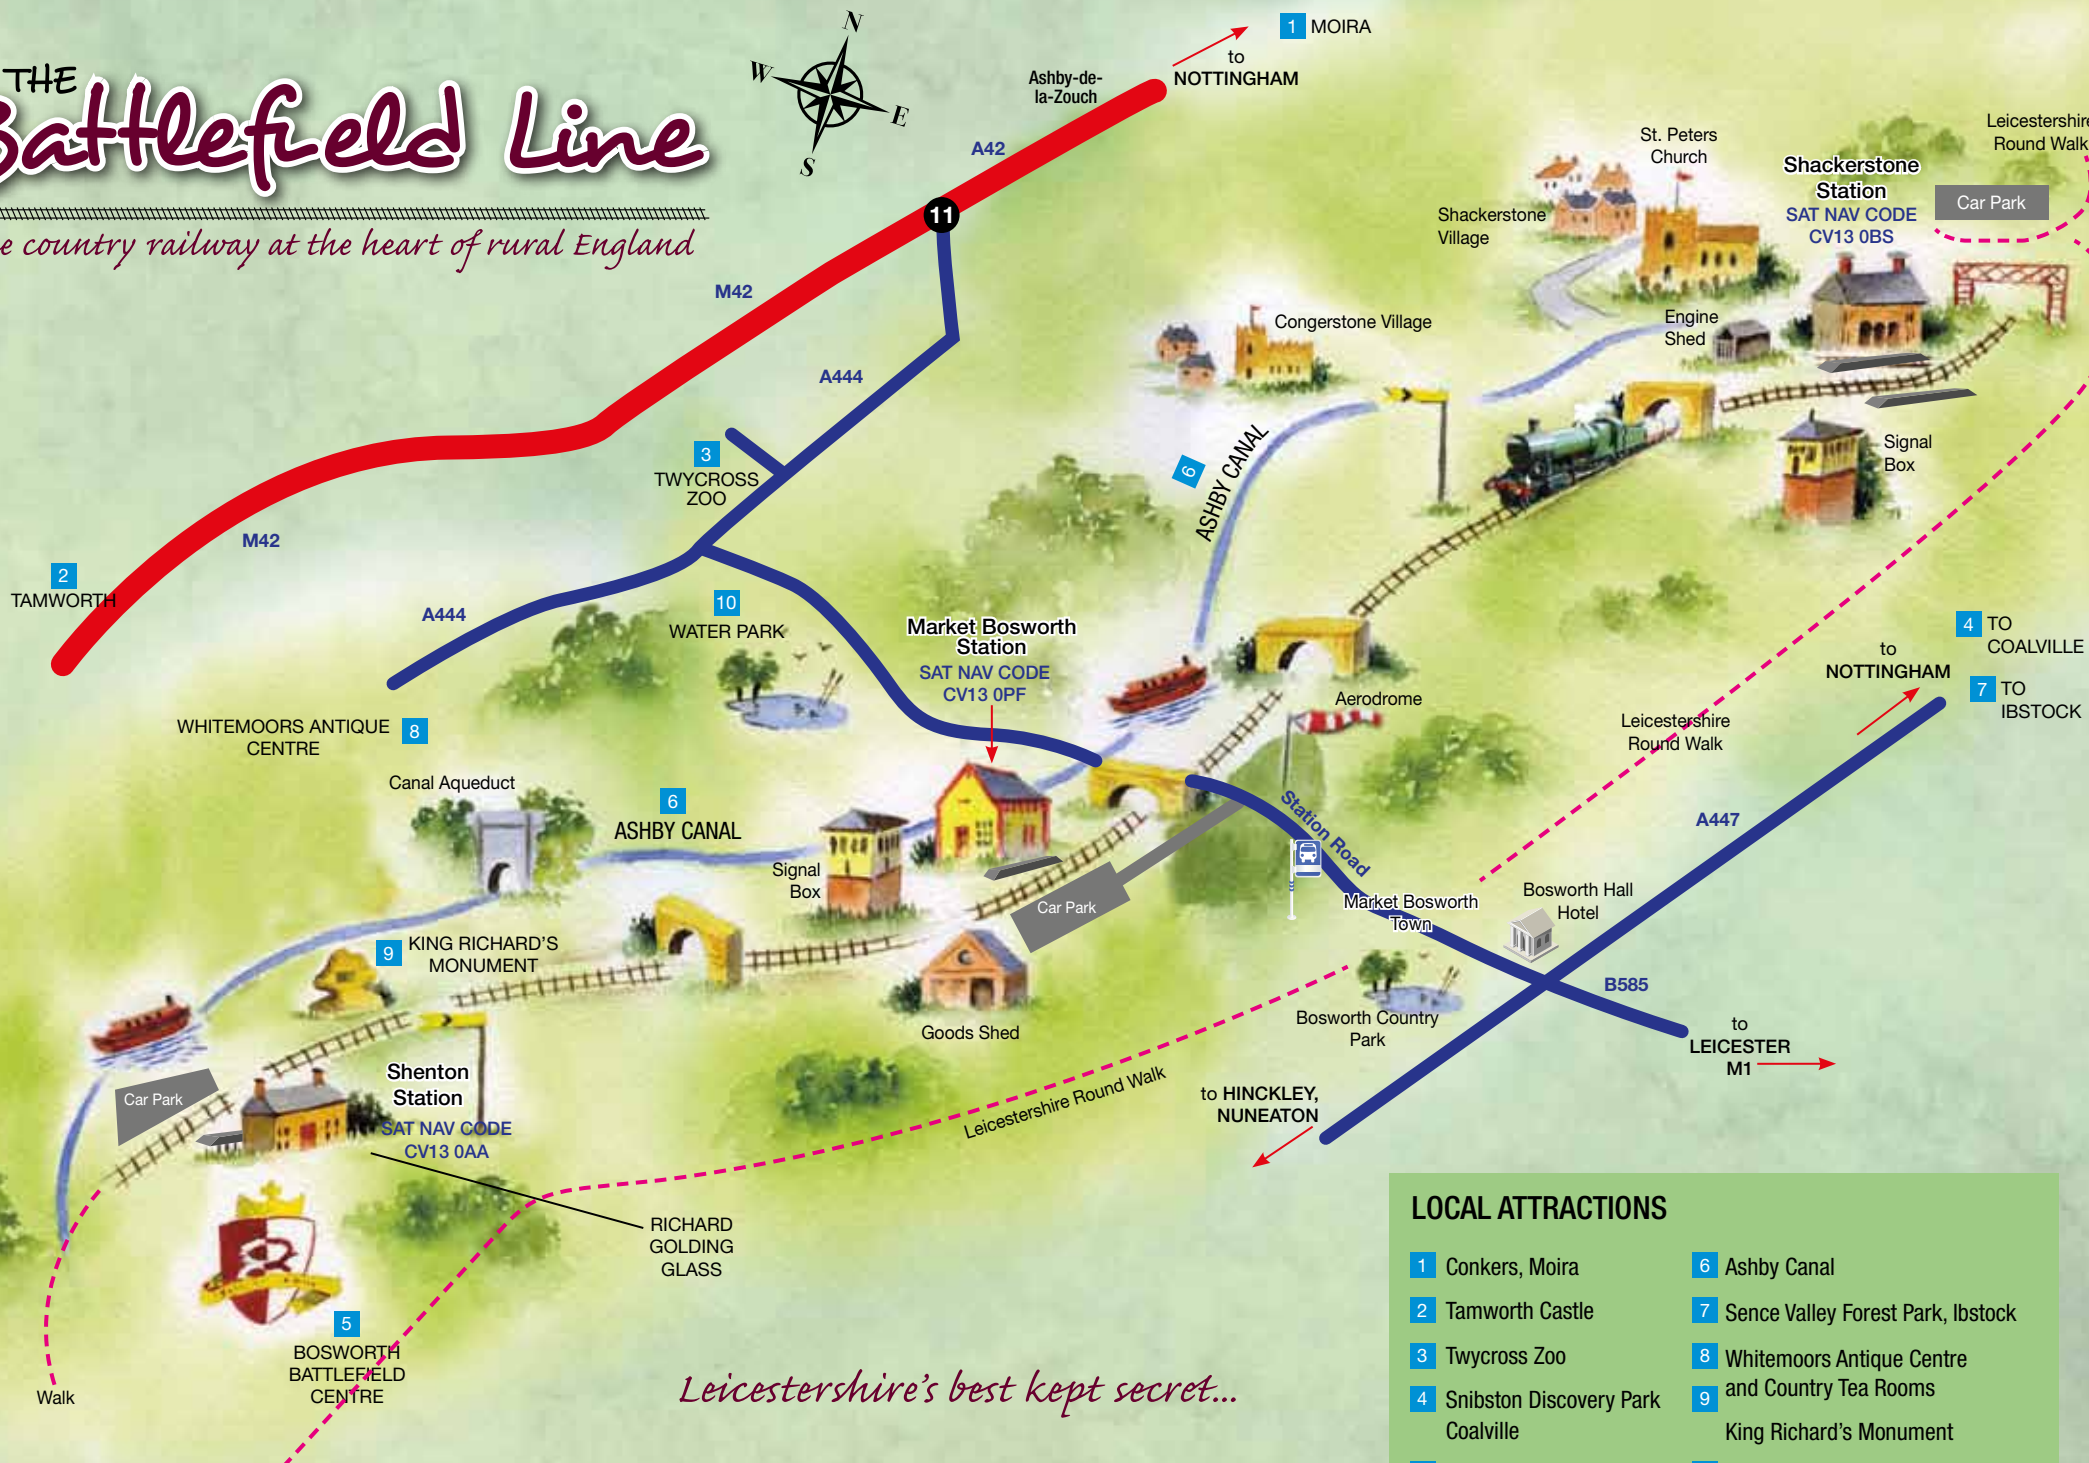 THE
Battlefield Line
country railway at the heart of rural England
N
W
E
S
1 MOIRA
to
NOTTINGHAM
Ashby-de-
la-Zouch
A42
11
M42
A444
3
TWYCROSS
ZOO
M42
2
TAMWORTH
A444
10
WATER PARK
WHITEMOORS ANTIQUE
CENTRE
8
Canal Aqueduct
6
ASHBY CANAL
Congerstone Village
6
ASHBY CANAL
Shackerstone
Village
St. Peters
Church
Shackerstone
Station
SAT NAV CODE
CV13 0BS
Car Park
Leicestershire
Round Walk
Engine
Shed
Signal
Box
Market Bosworth
Station
SAT NAV CODE
CV13 0PF
Aerodrome
4 TO
COALVILLE
to
NOTTINGHAM
7 TO
IBSTOCK
Leicestershire
Round Walk
A447
Station Road
Signal
Box
Car Park
Market Bosworth
Town
Bosworth Hall
Hotel
B585
to
LEICESTER
M1
Bosworth Country
Park
to HINCKLEY,
NUNEATON
Goods Shed
Leicestershire Round Walk
9
KING RICHARD'S
MONUMENT
Car Park
Shenton
Station
SAT NAV CODE
CV13 0AA
RICHARD
GOLDING
GLASS
5
BOSWORTH
BATTLEFIELD
CENTRE
Walk
Leicestershire's best kept secret...
LOCAL ATTRACTIONS
1 Conkers, Moira
2 Tamworth Castle
3 Twycross Zoo
4 Snibston Discovery Park
Coalville
6 Ashby Canal
7 Sence Valley Forest Park, Ibstock
8 Whitemoors Antique Centre
and Country Tea Rooms
9
King Richard's Monument